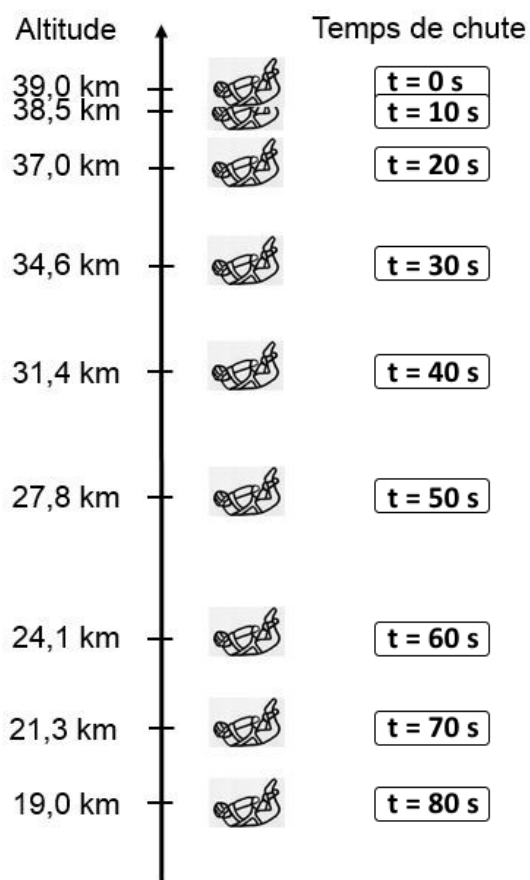 Altitude Temps de chute
39,0 km t = 0 s
38,5 km t = 10 s
37,0 km t = 20 s
34,6 km t = 30 s
31,4 km t = 40 s
27,8 km t = 50 s
24,1 km t = 60 s
21,3 km t = 70 s
19,0 km t = 80 s